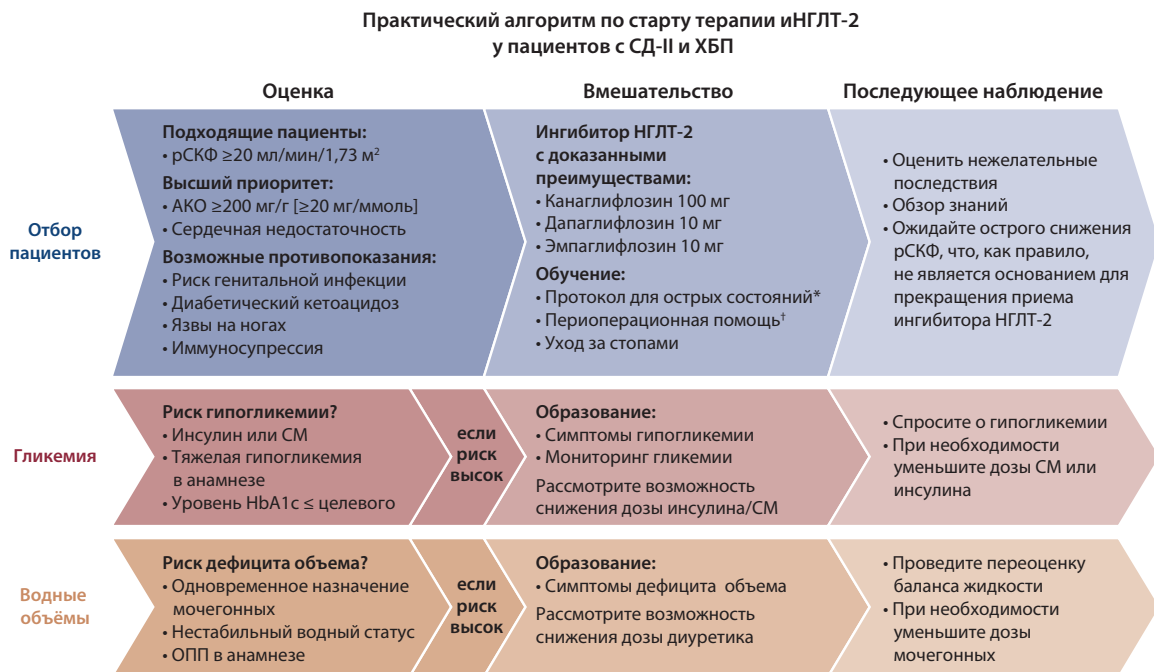 Практический алгоритм по старту терапии иНГЛТ-2
у пациентов с СД-II и ХБП
Оценка
Вмешательство
Последующее наблюдение
Отбор
пациентов
Подходящие пациенты:
• рСКФ ≥20 мл/мин/1,73 м²
Высший приоритет:
• АКО ≥200 мг/г [≥20 мг/ммоль]
• Сердечная недостаточность
Возможные противопоказания:
• Риск генитальной инфекции
• Диабетический кетоацидоз
• Язвы на ногах
• Иммуносупрессия
Ингибитор НГЛТ-2
с доказанными
преимуществами:
• Канаглифлозин 100 мг
• Дапаглифлозин 10 мг
• Эмпаглифлозин 10 мг
Обучение:
• Протокол для острых состояний*
• Периоперационная помощь†
• Уход за стопами
• Оценить нежелательные
последствия
• Обзор знаний
• Ожидайте острого снижения
рСКФ, что, как правило,
не является основанием для
прекращения приема
ингибитора НГЛТ-2
Гликемия
Риск гипогликемии?
• Инсулин или СМ
• Тяжелая гипогликемия
в анамнезе
• Уровень HbA1c ≤ целевого
если
риск
высок
Образование:
• Симптомы гипогликемии
• Мониторинг гликемии
Рассмотрите возможность
снижения дозы инсулина/СМ
• Спросите о гипогликемии
• При необходимости
уменьшите дозы СМ или
инсулина
Водные
объёмы
Риск дефицита объема?
• Одновременное назначение
мочегонных
• Нестабильный водный статус
• ОПП в анамнезе
если
риск
высок
Образование:
• Симптомы дефицита объема
Рассмотрите возможность
снижения дозы диуретика
• Проведите переоценку
баланса жидкости
• При необходимости
уменьшите дозы
мочегонных